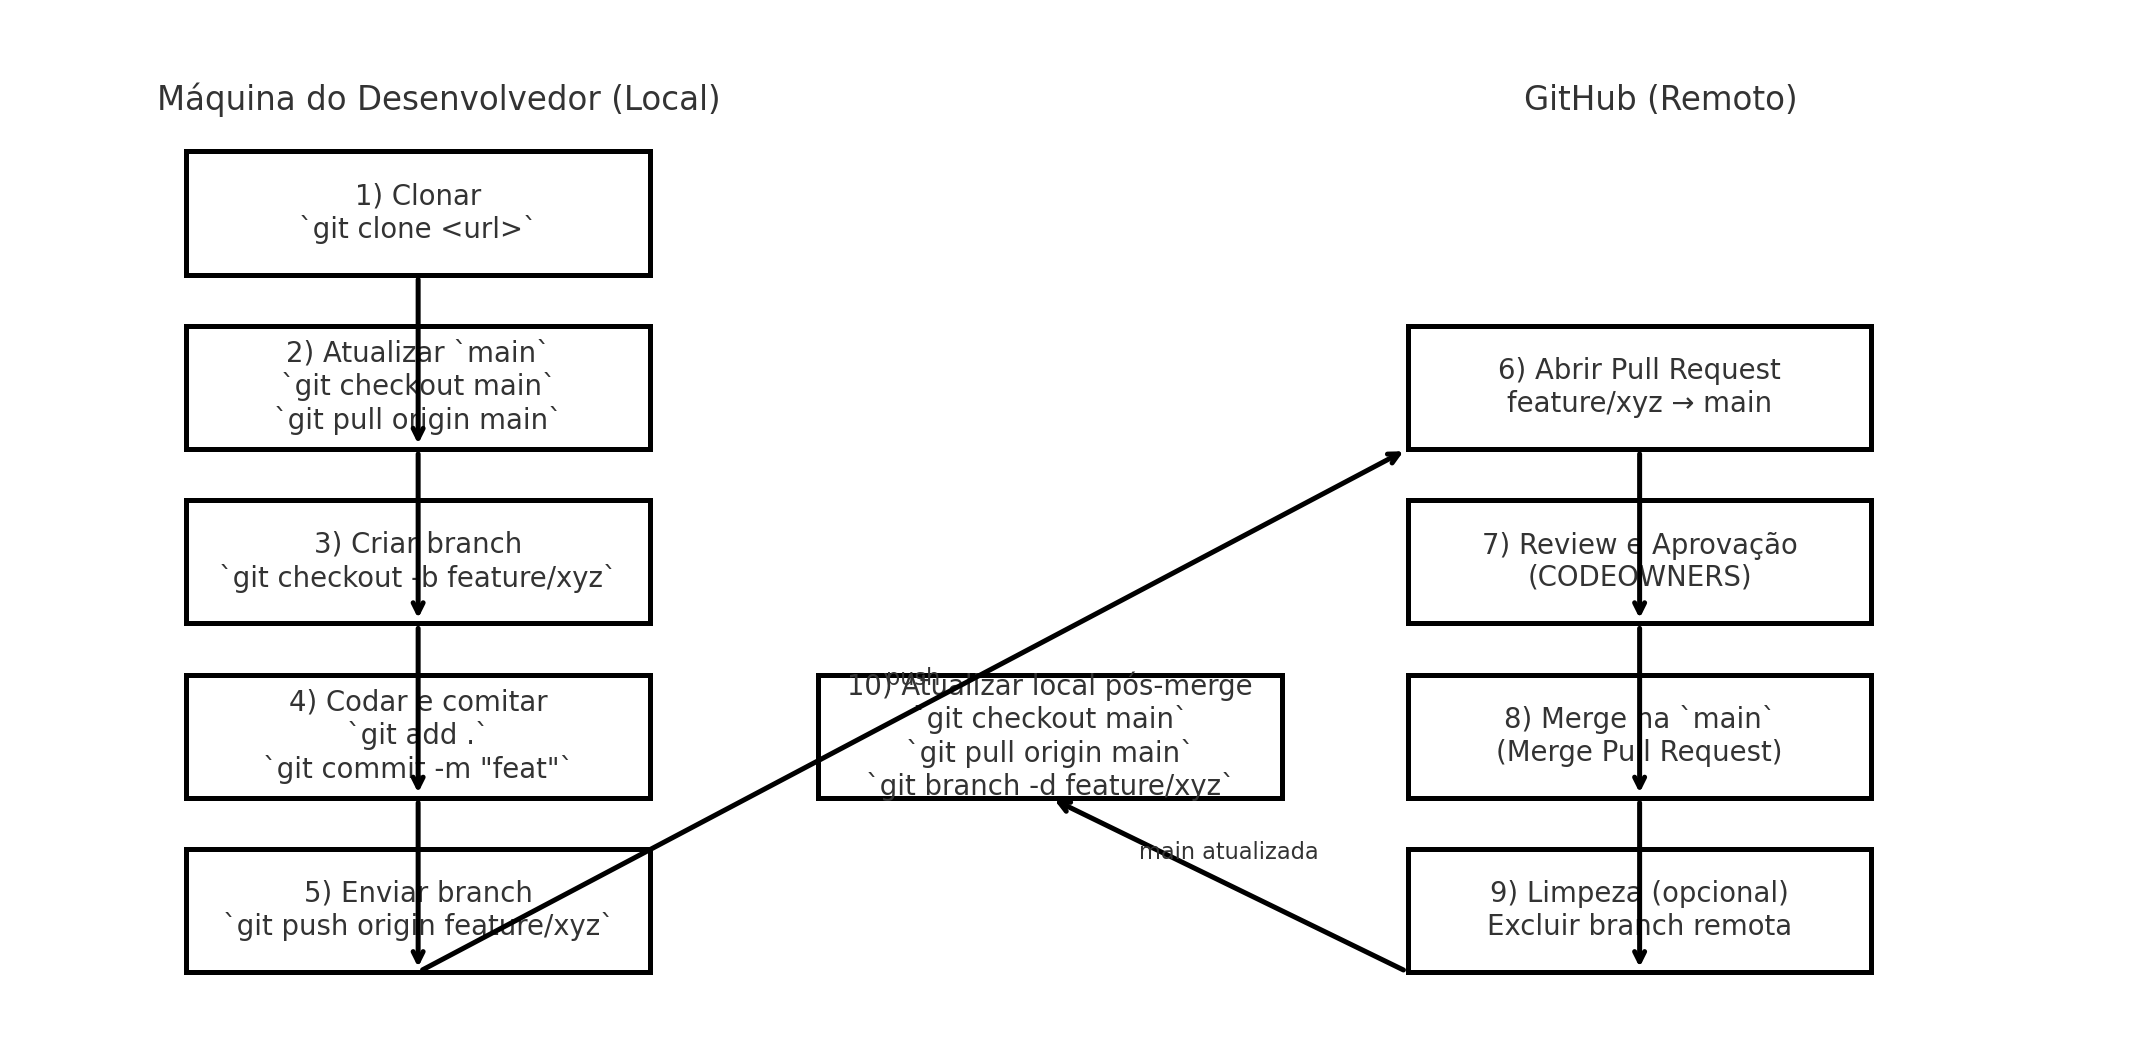 Máquina do Desenvolvedor (Local)
GitHub (Remoto)
1) Clonar
`git clone <url>`
2) Atualizar `main`
`git checkout main`
`git pull origin main`
3) Criar branch
`git checkout -b feature/xyz`
4) Codar e comitar
`git add .`
`git commit -m "feat"`
5) Enviar branch
`git push origin feature/xyz`
push
10) Atualizar local pós-merge
`git checkout main`
`git pull origin main`
`git branch -d feature/xyz`
main atualizada
6) Abrir Pull Request
feature/xyz → main
7) Review e Aprovação
(CODEOWNERS)
8) Merge na `main`
(Merge Pull Request)
9) Limpeza (opcional)
Excluir branch remota